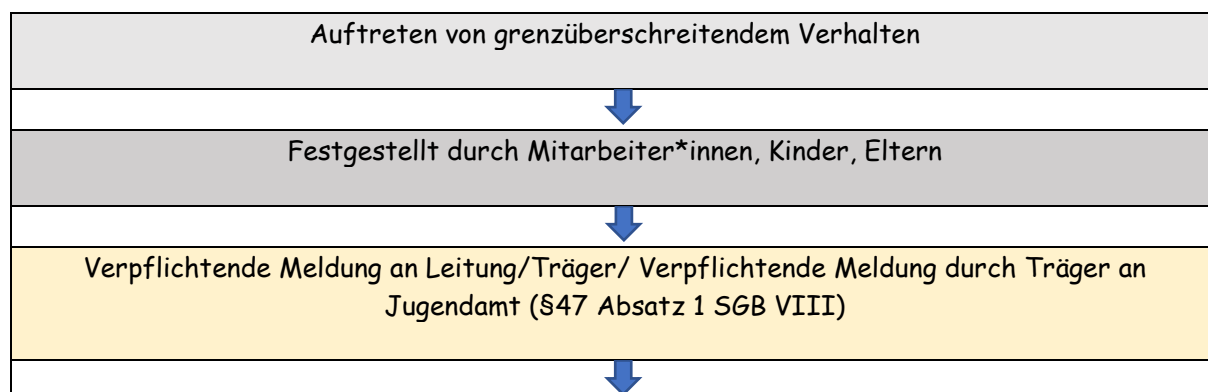 Auftreten von grenzüberschreitendem Verhalten
Festgestellt durch Mitarbeiter*innen, Kinder, Eltern
Verpflichtende Meldung an Leitung/Träger/ Verpflichtende Meldung durch Träger an
Jugendamt (§47 Absatz 1 SGB VIII)